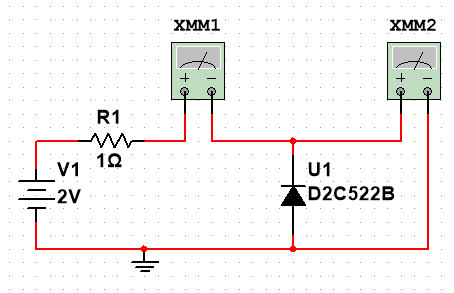 XMM1
XMM2
R1
1Ω
V1
2V
U1
D2C522B